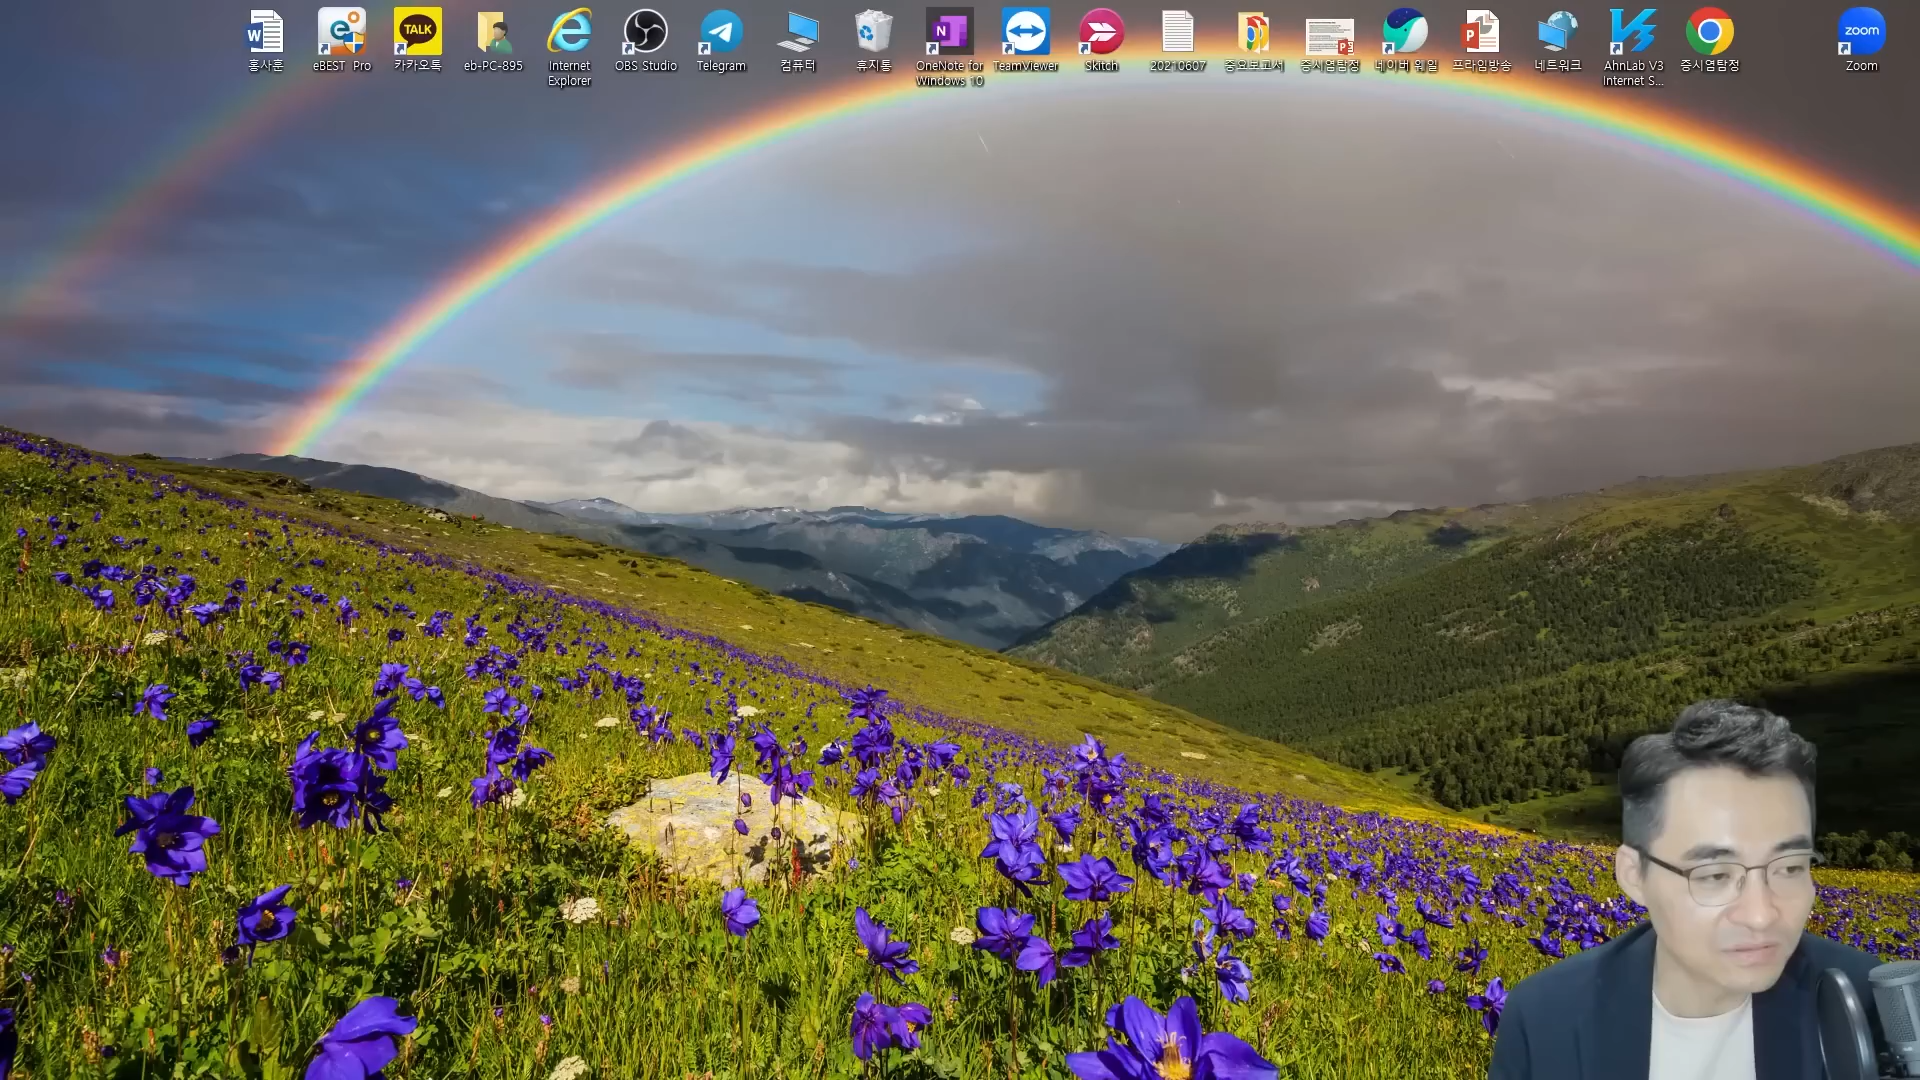 홍사훈
eBEST Pro
TALK
카카오톡
eb-PC-895
Internet
Explorer
OBS Studio
Telegram
컴퓨터
휴지통
OneNote for
Windows 10
TeamViewer
Skitch
20210607
중요보고서
증시염탐정
네이버 웨일
프라임방송
네트워크
AhnLab V3
Internet S...
증시염탐정
zoom
Zoom